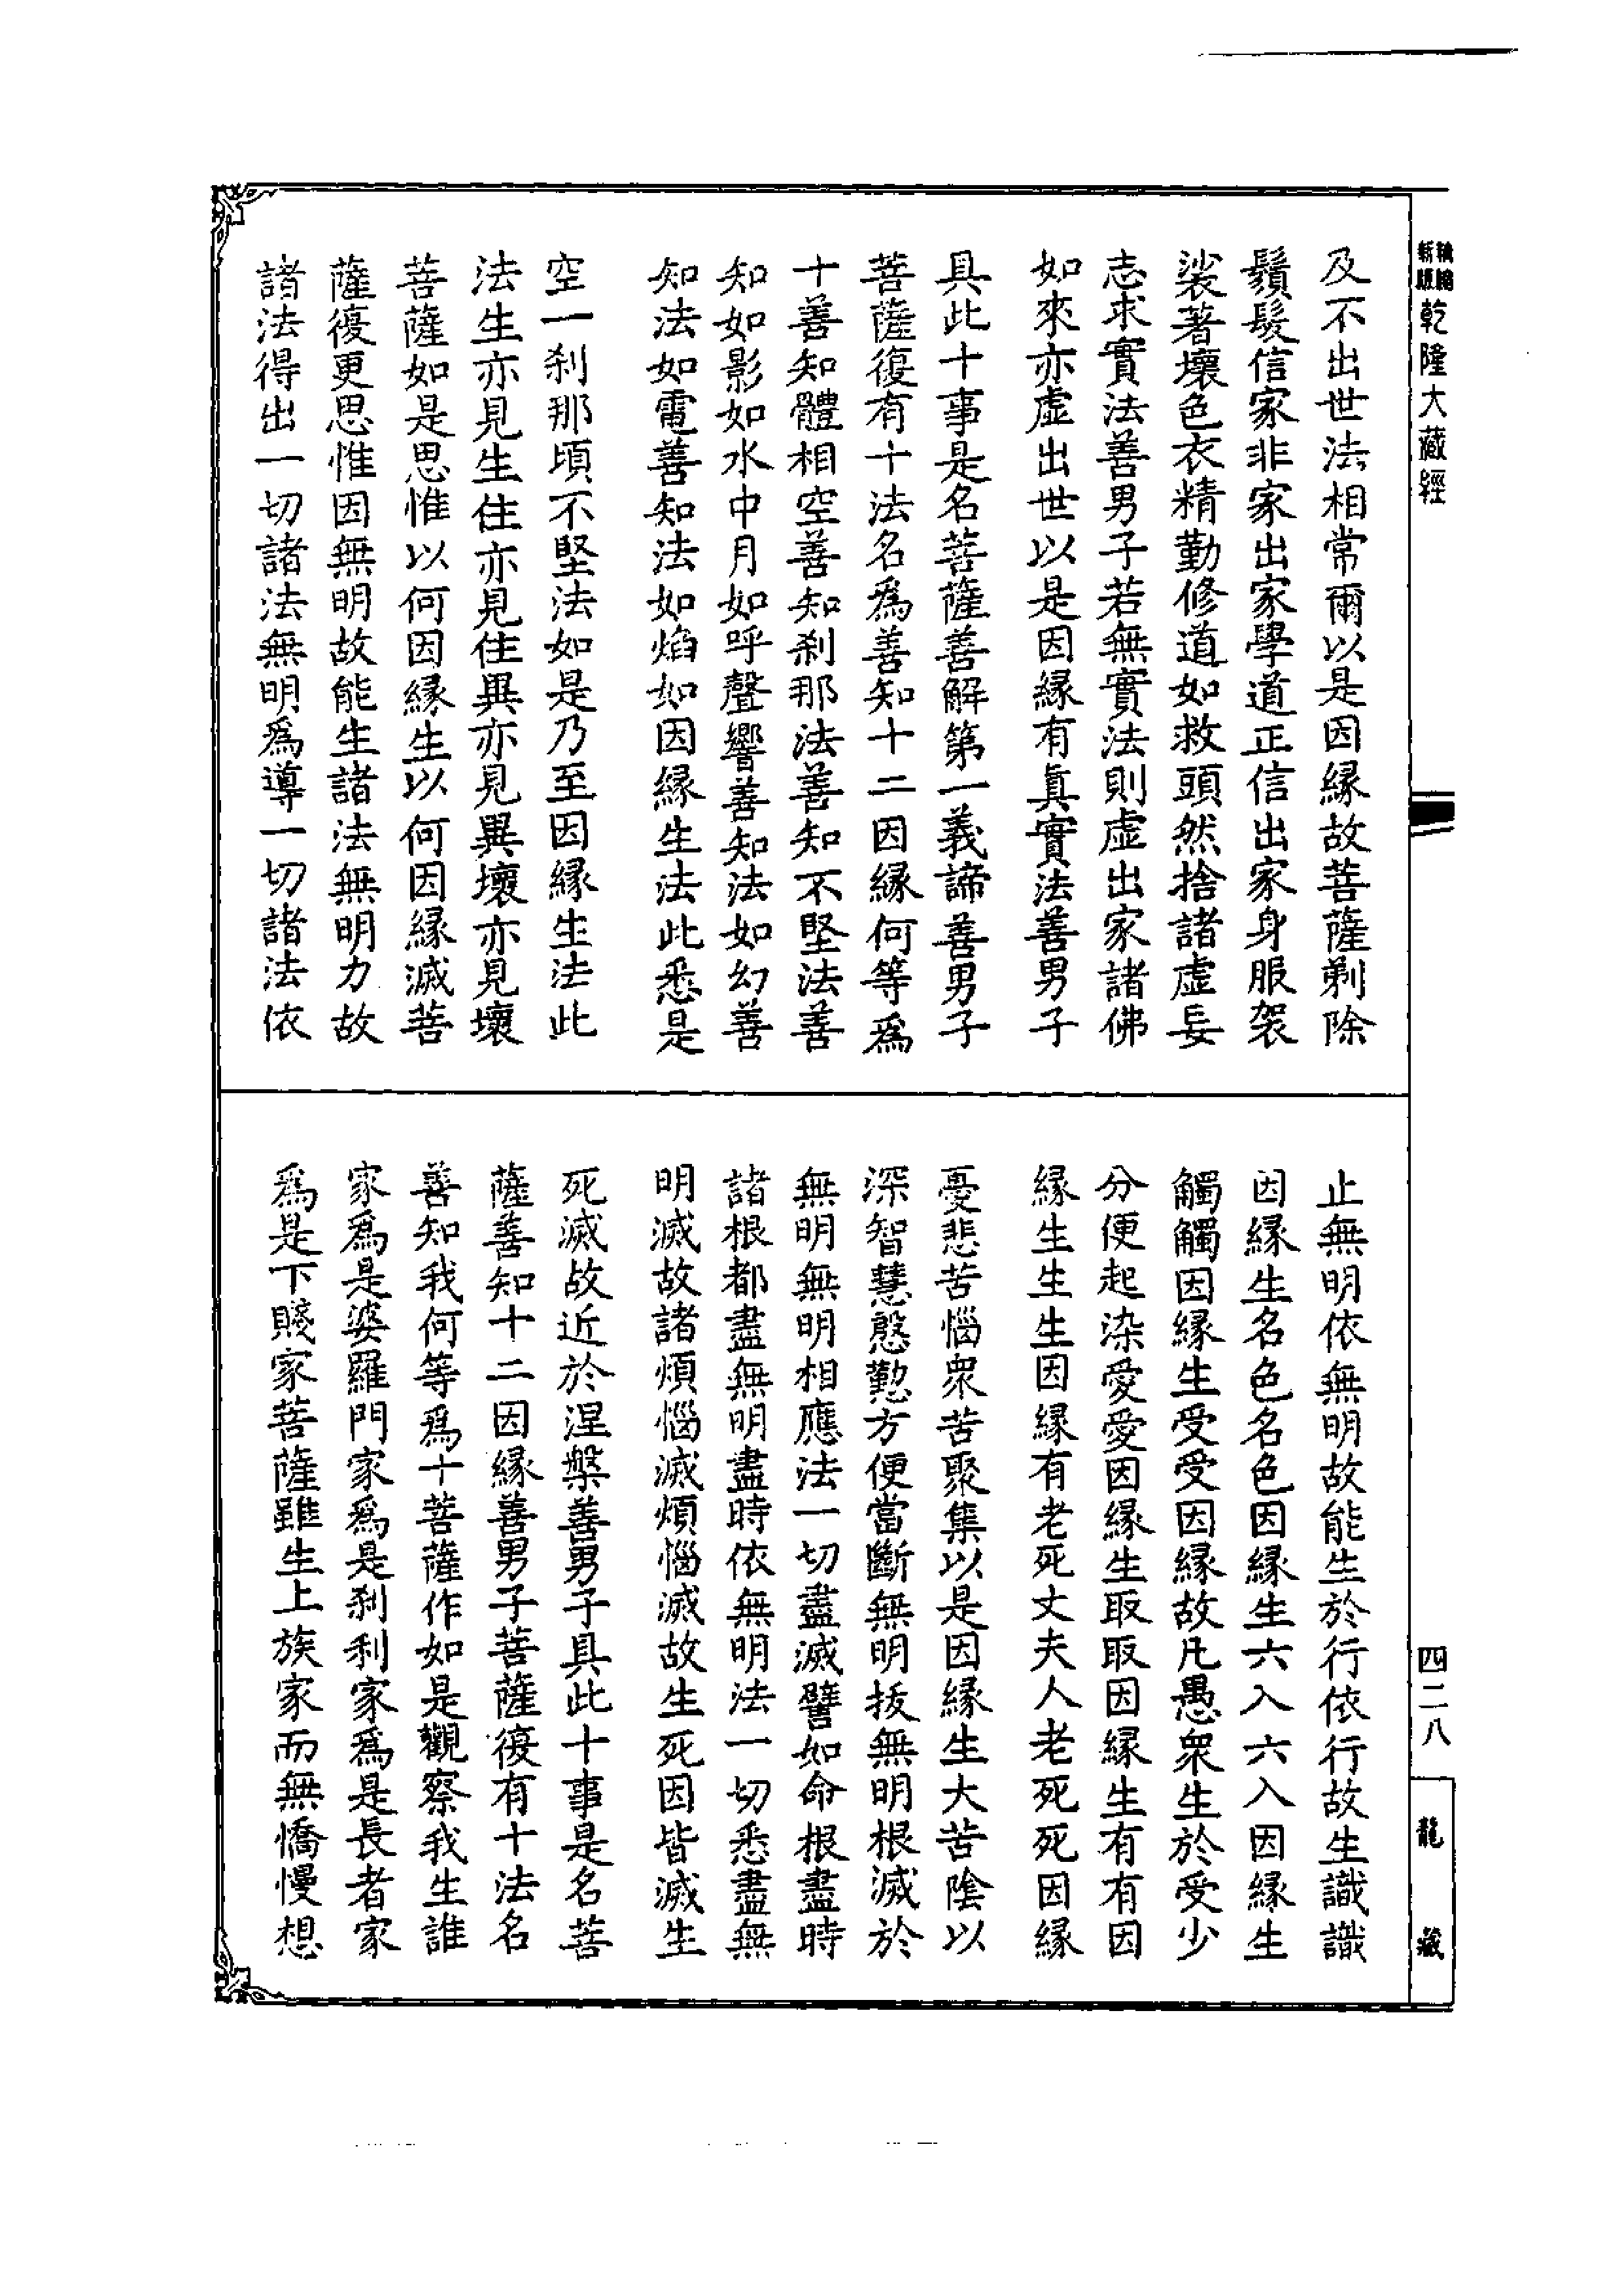 乾隆大藏經
及不出世法相常爾以是因緣故菩薩剃除
鬚髮信家非家出家學道正信出家身服袈
裟著壞色衣精勤修道如救頭然捨諸虛妄
志求實法善男子若無實法則虛出家諸佛
如來亦虛出世以是因緣有眞實法善男子
具此十事是名菩薩善解第一義諦善男子
菩薩復有十法名爲善知十二因緣何等爲
十善知體相空善知刹那法善知不堅法善
知如影如水中月如呼聲響善知法如幻善
知法如電善知法如焰如因緣生法此悉是
空一刹那頃不堅法如是乃至因緣生法此
法生亦見生住亦見住異亦見異壞亦見壞
菩薩如是思惟以何因緣生以何因緣滅菩
薩復更思惟因無明故能生諸法無明力故
諸法得出一切諸法無明爲導一切諸法依
止無明依無明故能生於行依行故生識識
因緣生名色名色因緣生六入六入因緣生
觸觸因緣生受受因緣故凡愚衆生於受少
分便起染愛愛因緣生取取因緣生有有因
緣生生生因緣有老死丈夫人老死死因緣
憂悲苦惱衆苦聚集以是因緣生大苦陰以
深智慧慇懃方便當斷無明拔無明根滅於
無明無明相應法一切盡滅譬如命根盡時
諸根都盡無明盡時依無明法一切悉盡無
明滅故諸煩惱滅煩惱滅故生死因皆滅生
死滅故近於涅槃善男子具此十事是名菩
薩善知十二因緣善男子菩薩復有十法名
善知我何等爲十菩薩作如是觀察我生誰
家爲是婆羅門家爲是刹利家爲是長者家
爲是下賤家菩薩雖生上族家而無憍慢想
四二八
龍藏